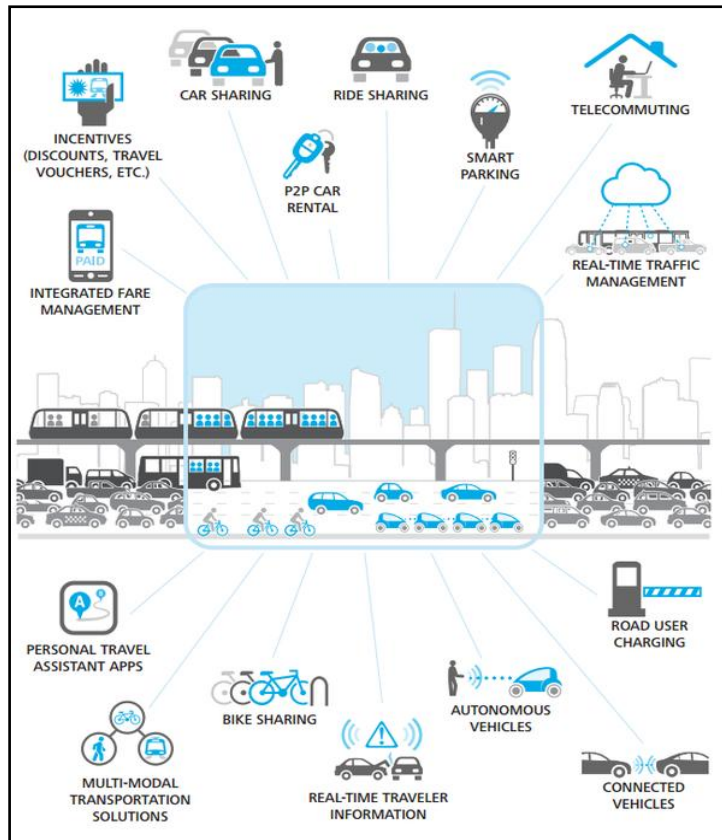 CAR SHARING
RIDE SHARING
TELECOMMUTING
INCENTIVES
(DISCOUNTS, TRAVEL
VOUCHERS, ETC.)
P2P CAR
RENTAL
SMART
PARKING
PAID
INTEGRATED FARE
MANAGEMENT
REAL-TIME TRAFFIC
MANAGEMENT
A
PERSONAL TRAVEL
ASSISTANT APPS
ROAD USER
CHARGING
BIKE SHARING
AUTONOMOUS
VEHICLES
MULTI-MODAL
TRANSPORTATION
SOLUTIONS
REAL-TIME TRAVELER
INFORMATION
CONNECTED
VEHICLES